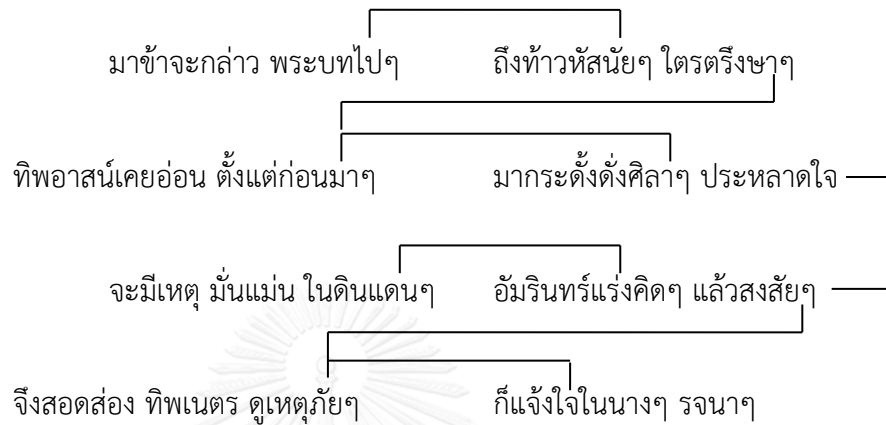 มาข้าจะกล่าว พระบทไปๆ ถึงท้าวหัสนัยๆ ใตรตรึงษาๆ
ทิพอาสน์เคยอ่อน ตั้งแต่ก่อนมาๆ มากระดั้งดั่งศิลาๆ ประหลาดใจ
จะมีเหตุ มั่นแม่น ในดินแดนๆ อัมรินทร์แร่งคิดๆ แล้วสงสัยๆ
จึงสอดส่อง ทิพเนตร ดูเหตุภัยๆ ก็แจ้งใจในนางๆ รจนาๆ